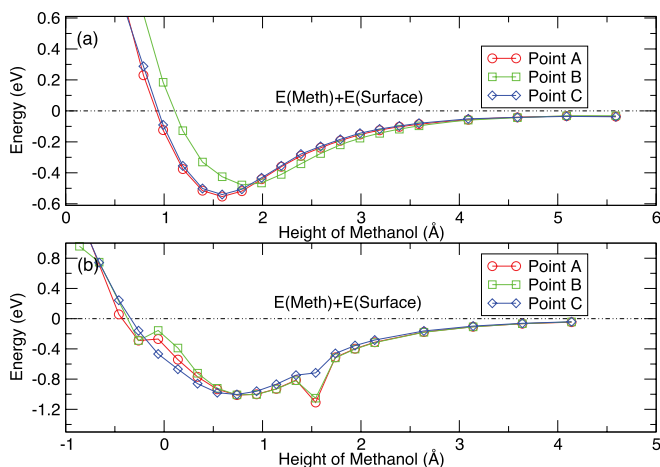 (a)
0.6
0.4
0.2
0
-0.2
-0.4
-0.6
Energy (eV)
E(Meth)+E(Surface)
Point A
Point B
Point C
0 1 2 3 4 5 6
Height of Methanol (Å)
(b)
0.8
0.4
0
-0.4
-0.8
-1.2
Energy (eV)
E(Meth)+E(Surface)
Point A
Point B
Point C
-1 0 1 2 3 4 5
Height of Methanol (Å)